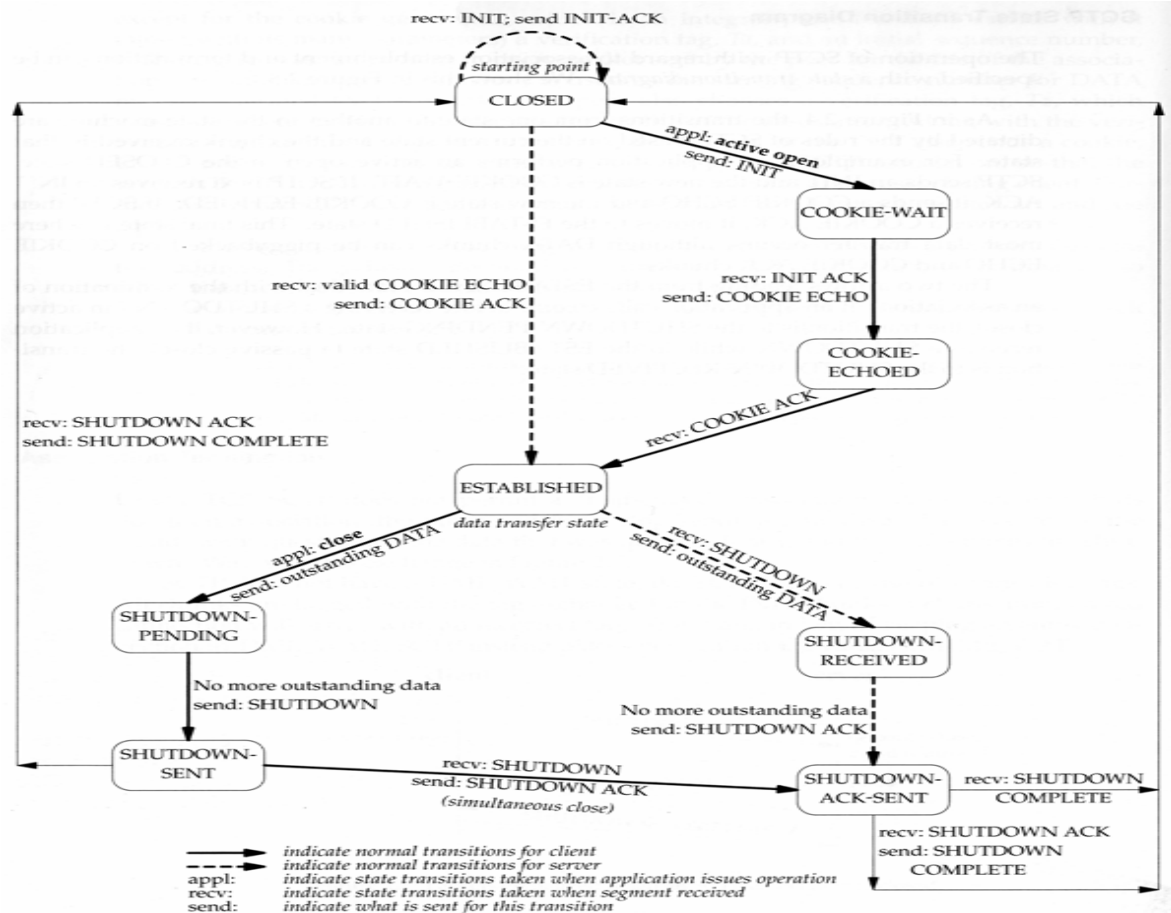 recv: INIT; send INIT-ACK
starting point
CLOSED
appl: active open
send: INIT
COOKIE-WAIT
recv: valid COOKIE ECHO
send: COOKIE ACK
recv: INIT ACK
send: COOKIE ECHO
COOKIE-
ECHOED
recv: SHUTDOWN ACK
send: SHUTDOWN COMPLETE
recv: COOKIE ACK
ESTABLISHED
data transfer state
appl: close
send: outstanding DATA
recv: SHUTDOWN
send: outstanding DATA
SHUTDOWN-
PENDING
SHUTDOWN-
RECEIVED
No more outstanding data
send: SHUTDOWN
No more outstanding data
send: SHUTDOWN ACK
SHUTDOWN-
SENT
recv: SHUTDOWN
send: SHUTDOWN ACK
(simultaneous close)
SHUTDOWN-
ACK-SENT
recv: SHUTDOWN
COMPLETE
recv: SHUTDOWN ACK
send: SHUTDOWN
COMPLETE
indicate normal transitions for client
indicate normal transitions for server
appl: indicate state transitions taken when application issues operation
recv: indicate state transitions taken when segment received
send: indicate what is sent for this transition